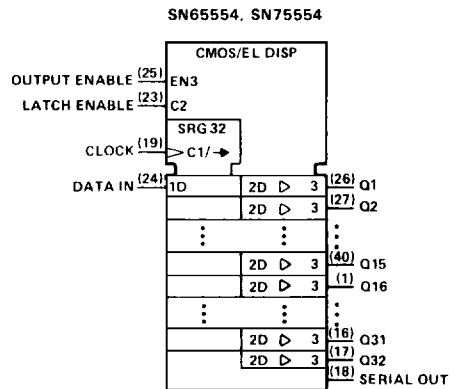 SN65554, SN75554
CMOS/EL DISP
OUTPUT ENABLE (25) EN3
LATCH ENABLE (23) C2
SRG 32
CLOCK (19) C1/→
DATA IN (24) 1D 2D ▷ 3 (26) Q1
2D ▷ 3 (27) Q2
2D ▷ 3 (40) Q15
2D ▷ 3 (1) Q16
2D ▷ 3 (16) Q31
2D ▷ 3 (17) Q32
(18) SERIAL OUT